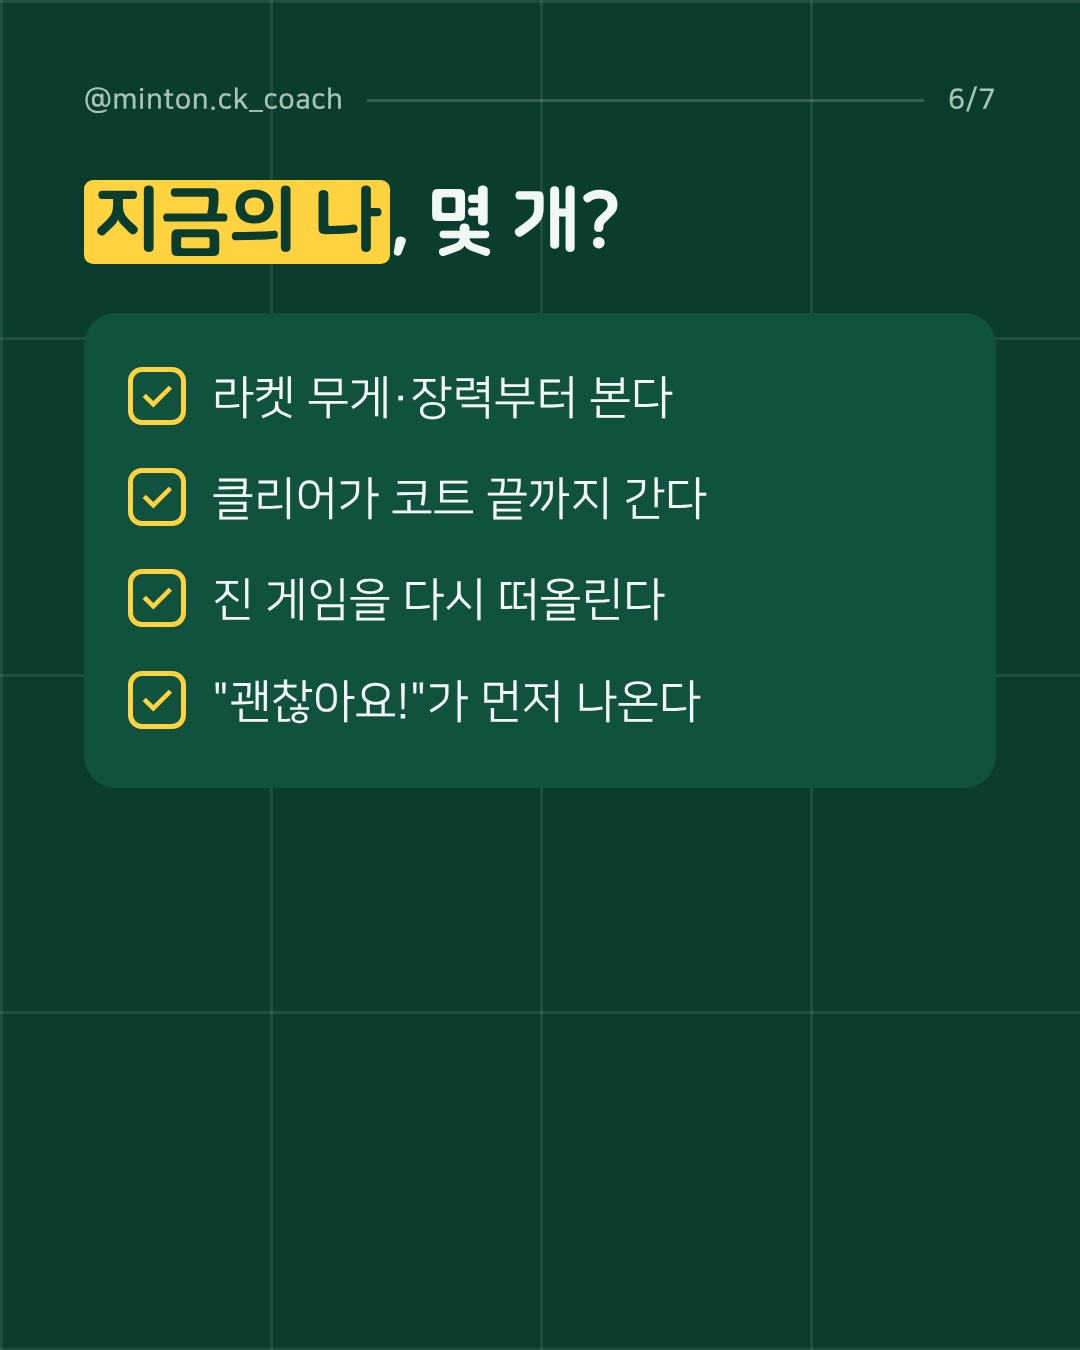 @minton.ck_coach 6/7
지금의 나, 몇 개?
라켓 무게·장력부터 본다
클리어가 코트 끝까지 간다
진 게임을 다시 떠올린다
"괜찮아요!"가 먼저 나온다